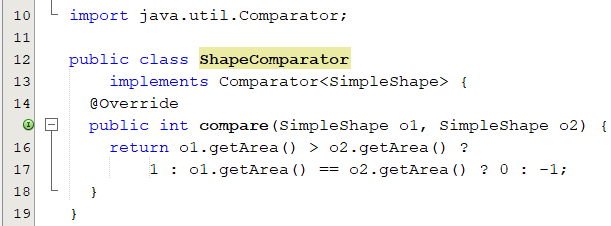 10 import java.util.Comparator;
11
12 public class ShapeComparator
13 implements Comparator<SimpleShape> {
14 @Override
public int compare(SimpleShape o1, SimpleShape o2) {
16 return o1.getArea() > o2.getArea() ?
17 1 : o1.getArea() == o2.getArea() ? 0 : -1;
18 }
19 }